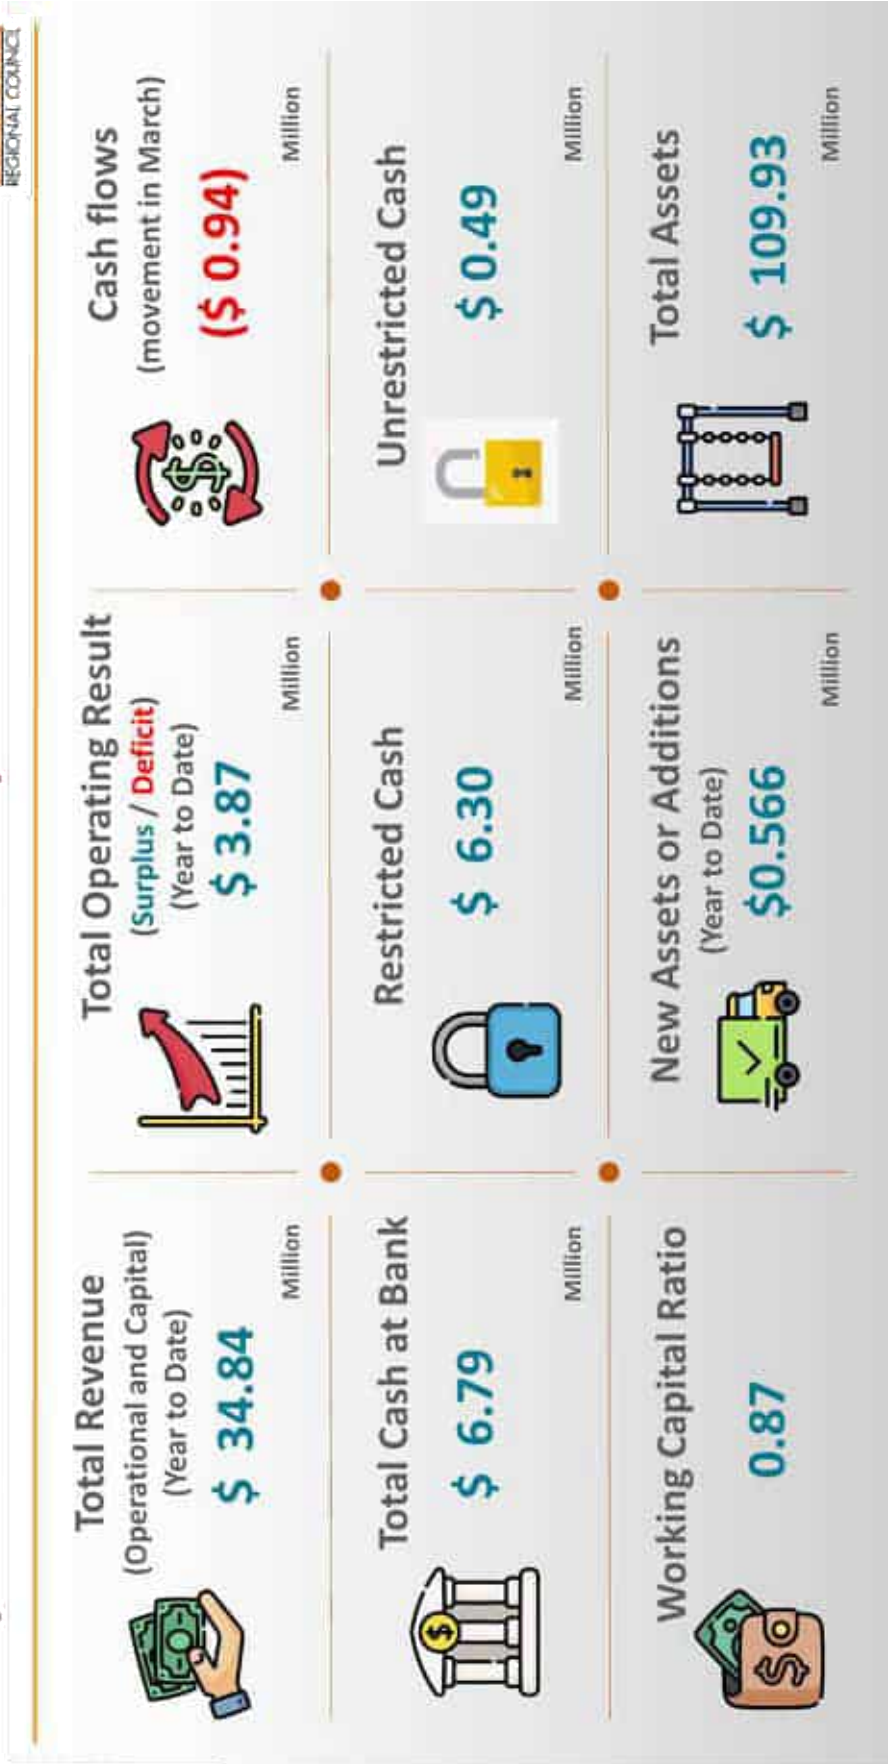 REGIONAL COUNCIL
Total Revenue
(Operational and Capital)
(Year to Date)
$ 34.84
Million
Total Operating Result
(Surplus / Deficit)
(Year to Date)
$ 3.87
Million
Cash flows
(movement in March)
($ 0.94)
Million
Total Cash at Bank
$ 6.79
Million
Restricted Cash
$ 6.30
Million
Unrestricted Cash
$ 0.49
Million
Working Capital Ratio
0.87
New Assets or Additions
(Year to Date)
$0.566
Million
Total Assets
$ 109.93
Million